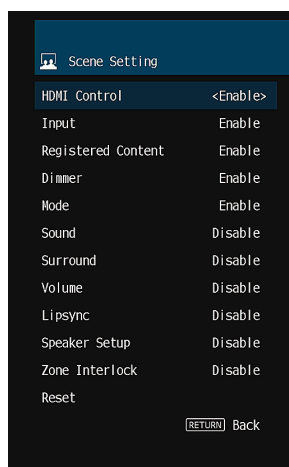 Scene Setting
HDMI Control <Enable>
Input Enable
Registered Content Enable
Dimmer Enable
Mode Enable
Sound Disable
Surround Disable
Volume Disable
Lipsync Disable
Speaker Setup Disable
Zone Interlock Disable
Reset
RETURN Back